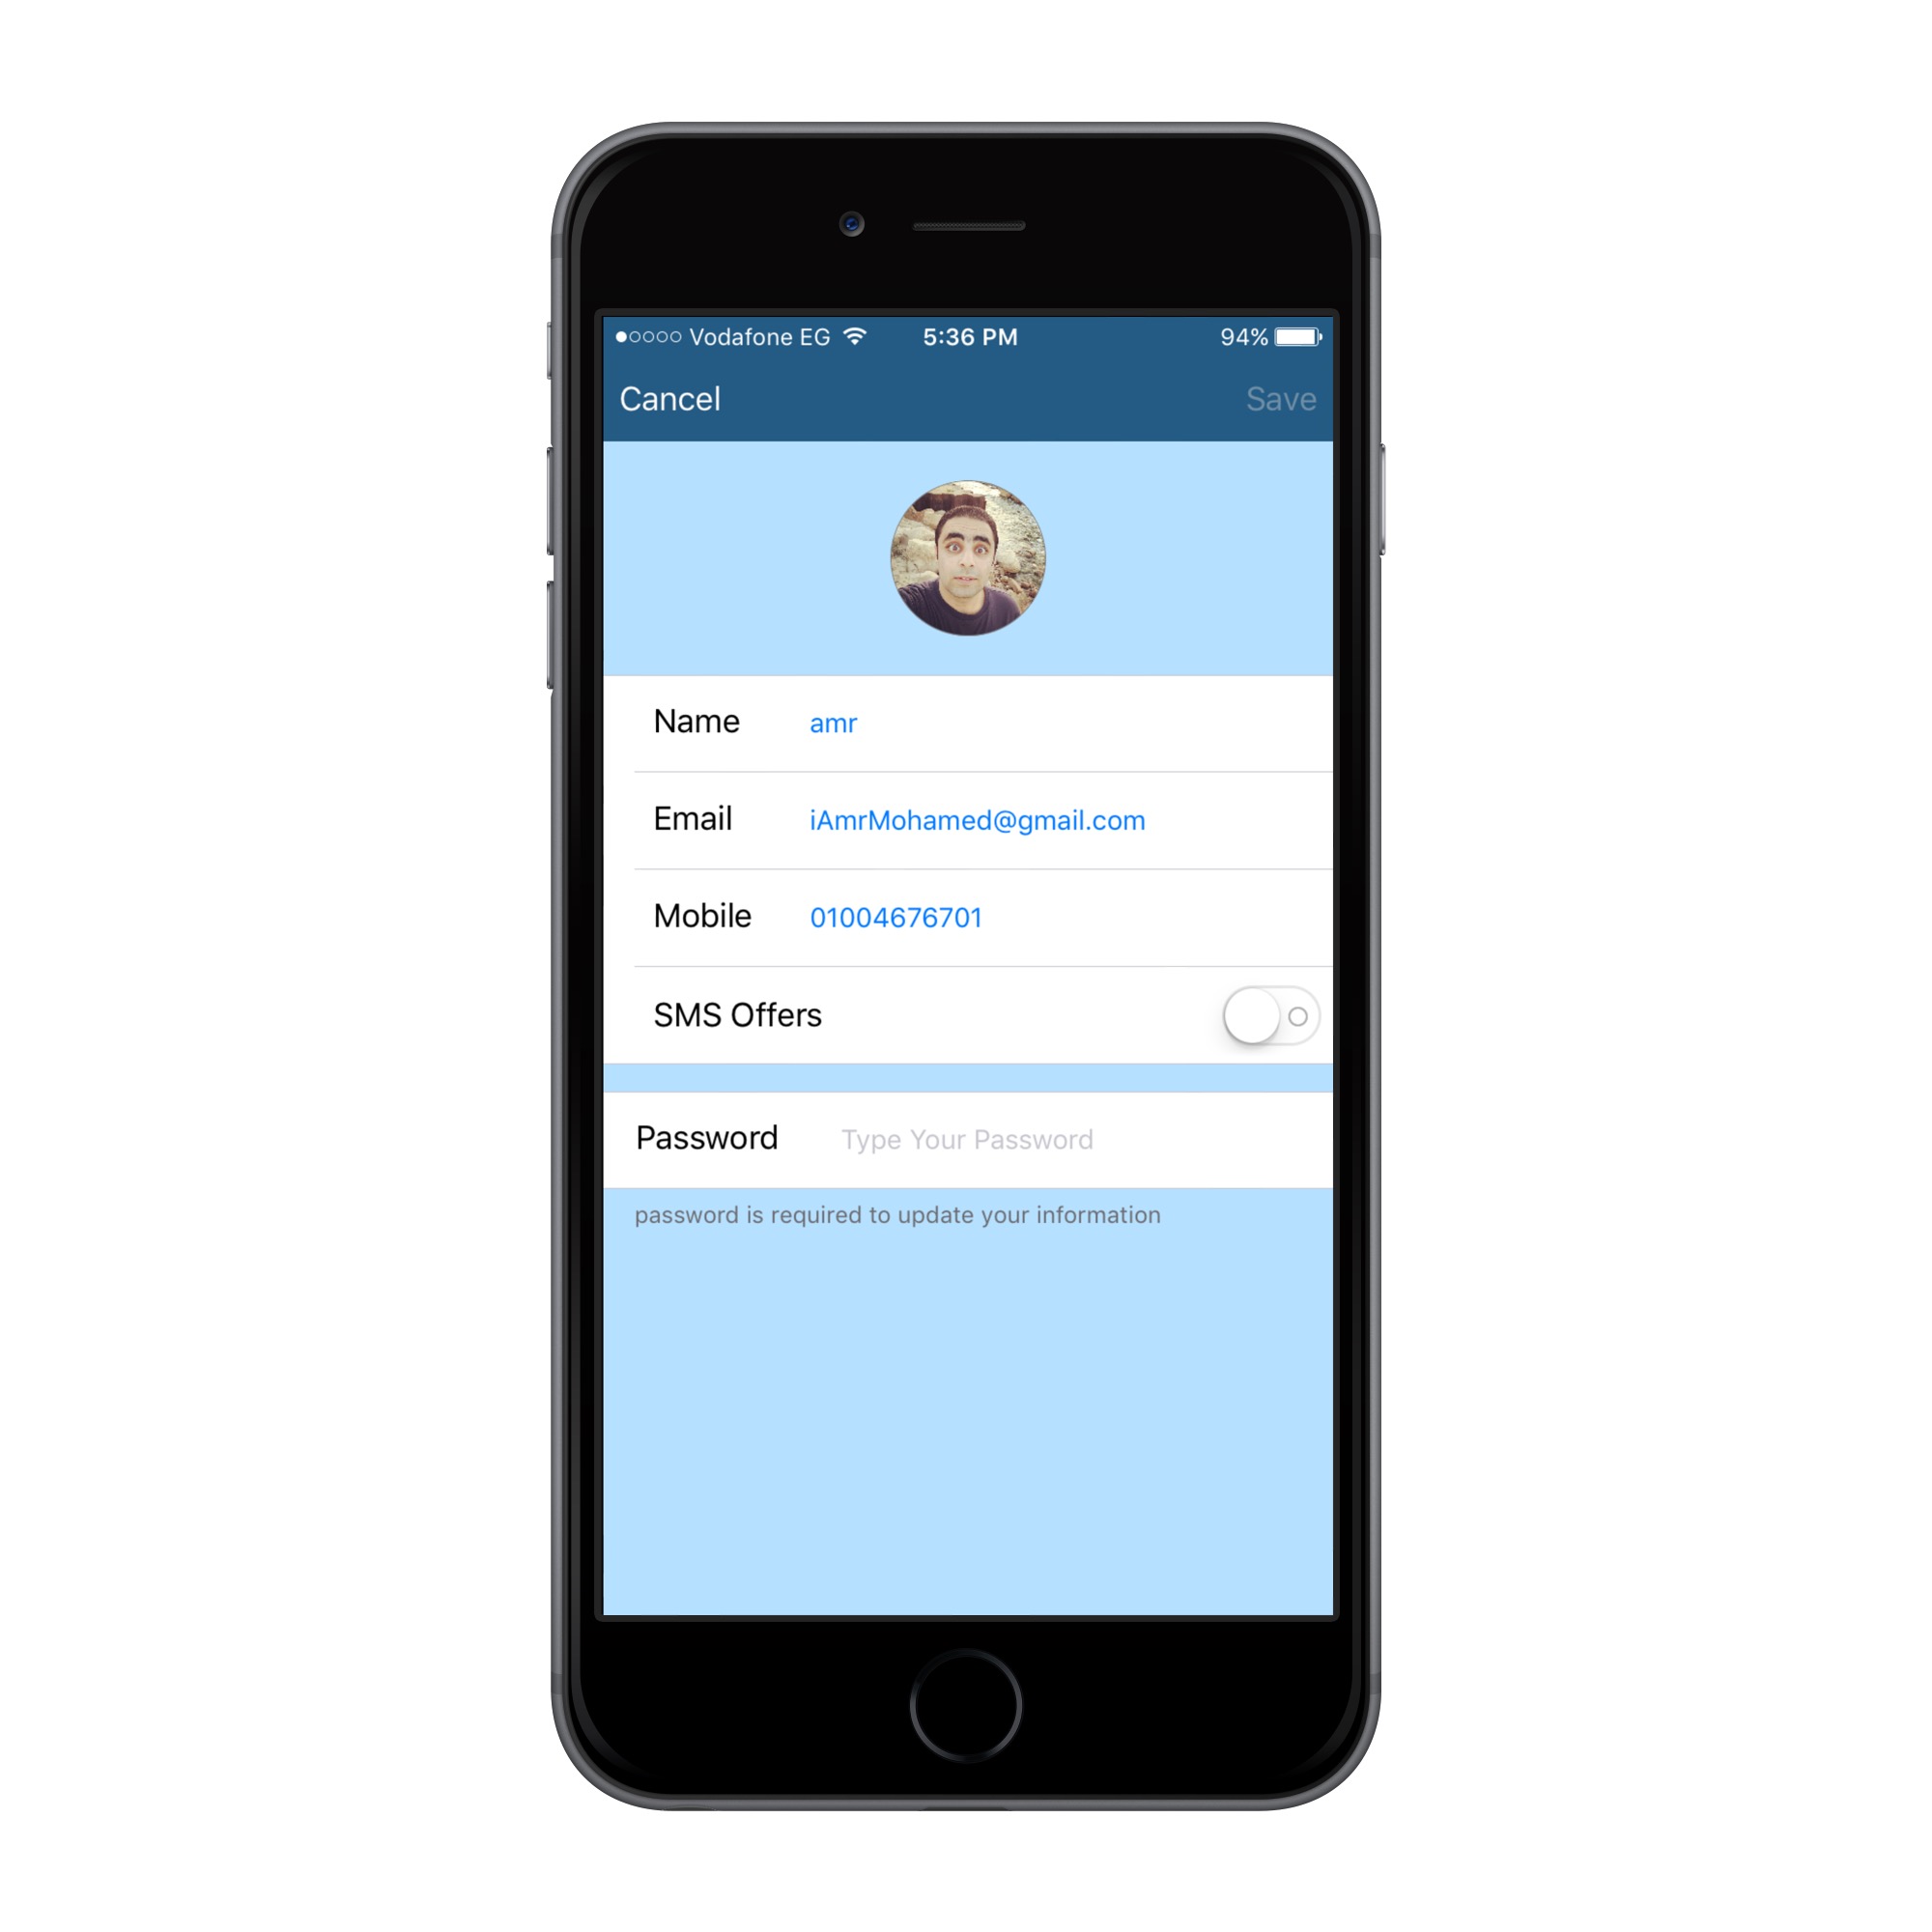 Vodafone EG 5:36 PM 94%
Cancel Save
Name amr
Email iAmrMohamed@gmail.com
Mobile 01004676701
SMS Offers
Password Type Your Password
password is required to update your information